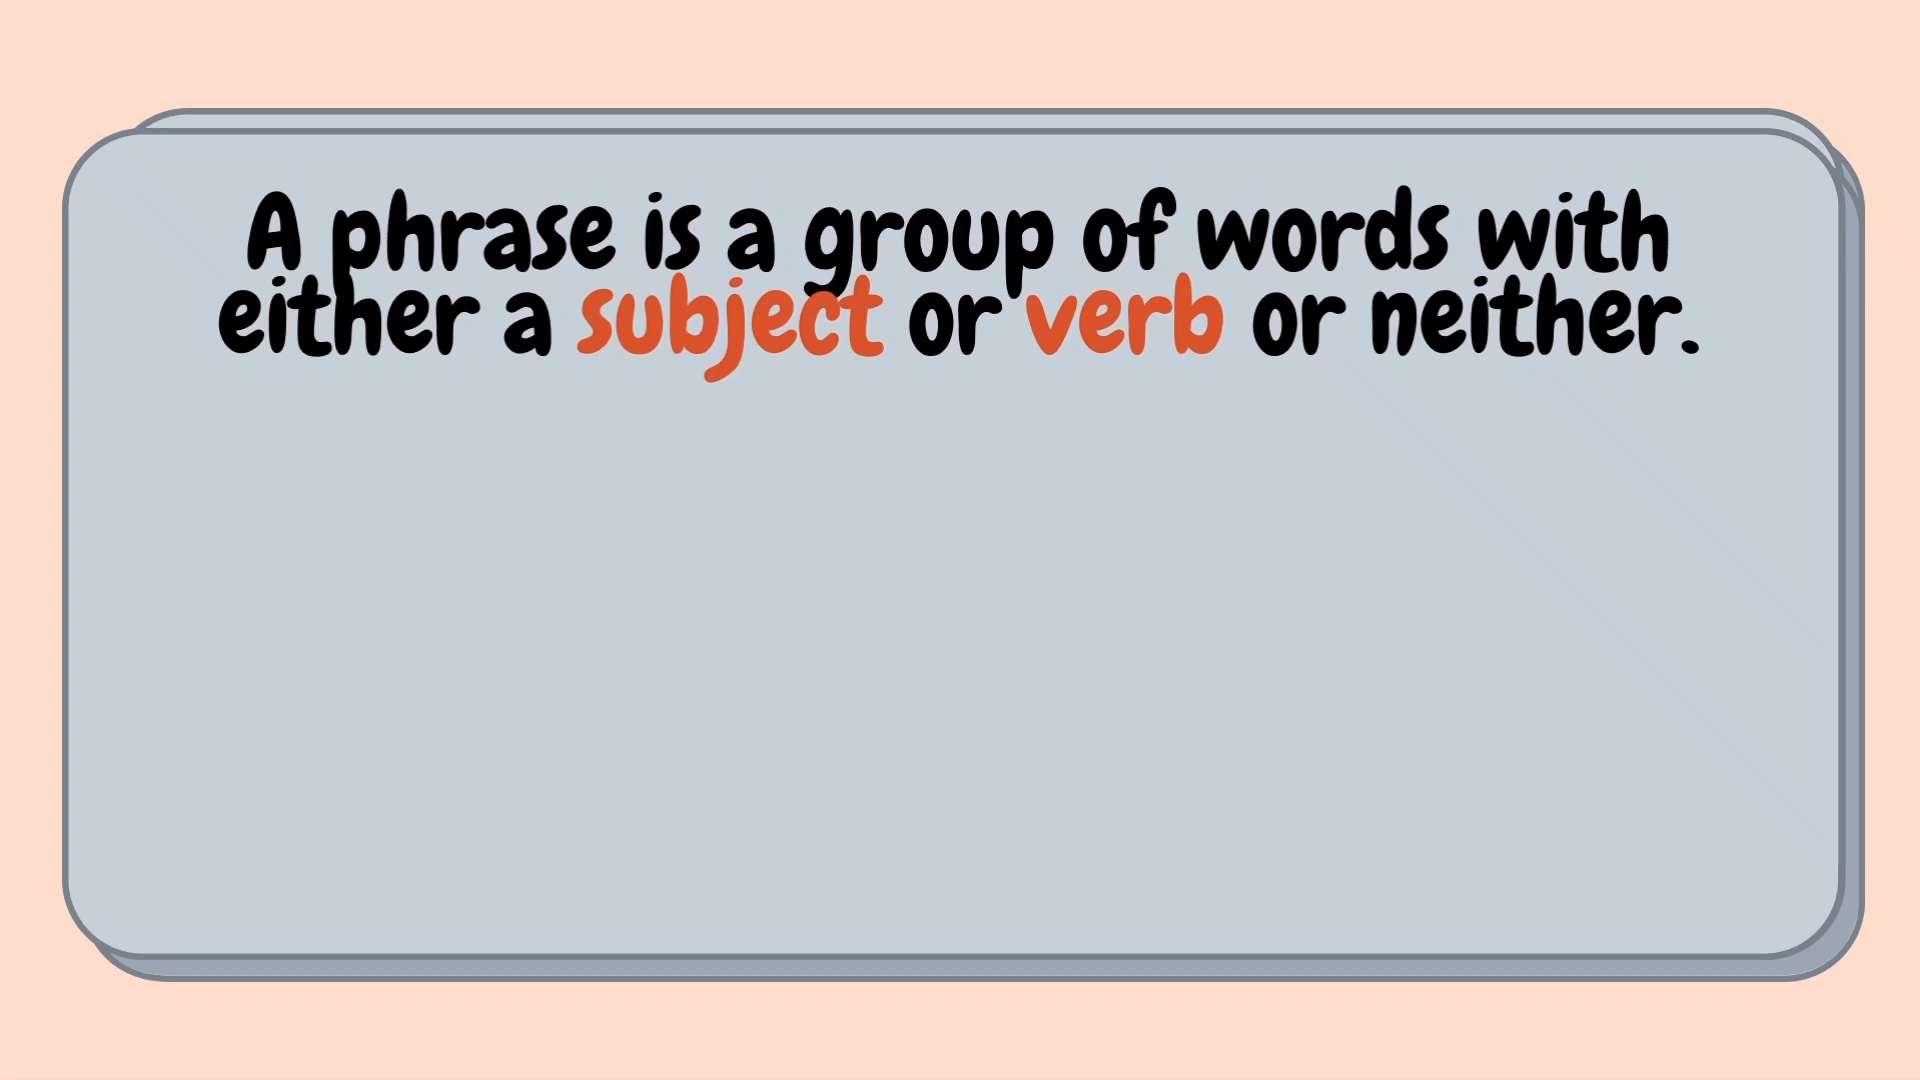 A phrase is a group of words with
either a subject or verb or neither.